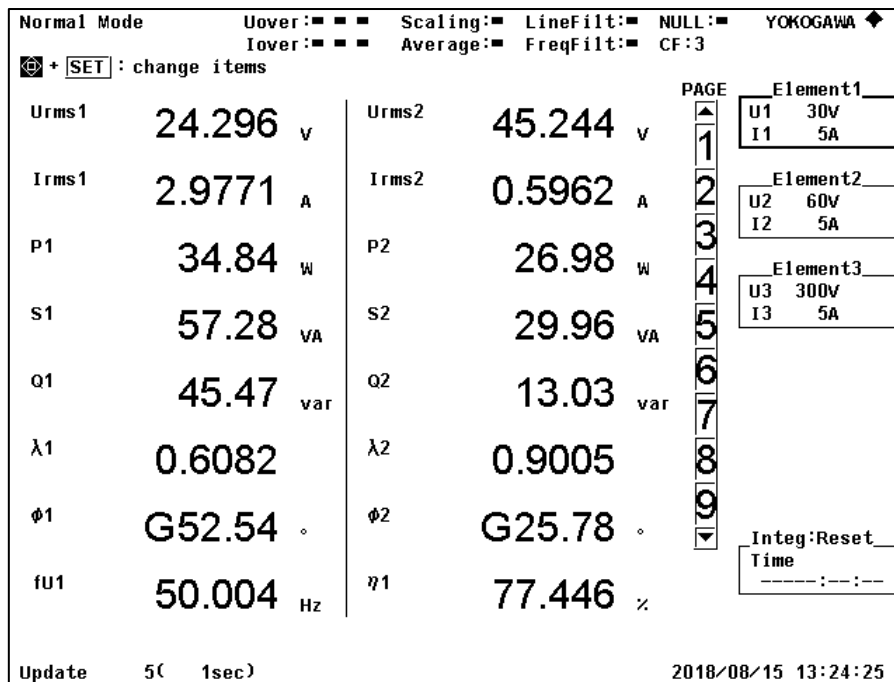 Normal Mode Uover:■ ■ ■ Scaling:■ LineFilt:■ NULL:■ YOKOGAWA ◆
Iover:■ ■ ■ Average:■ FreqFilt:■ CF:3
+ SET : change items
PAGE
1
2
3
4
5
6
7
8
9
Urms1 24.296 V Urms2 45.244 V
Irms1 2.9771 A Irms2 0.5962 A
P1 34.84 W P2 26.98 W
S1 57.28 VA S2 29.96 VA
Q1 45.47 var Q2 13.03 var
λ1 0.6082 λ2 0.9005
φ1 G52.54 ° φ2 G25.78 °
fU1 50.004 Hz η1 77.446 %
Element1
U1 30V
I1 5A
Element2
U2 60V
I2 5A
Element3
U3 300V
I3 5A
Integ:Reset
Time
-----:--:--
Update 5( 1sec) 2018/08/15 13:24:25